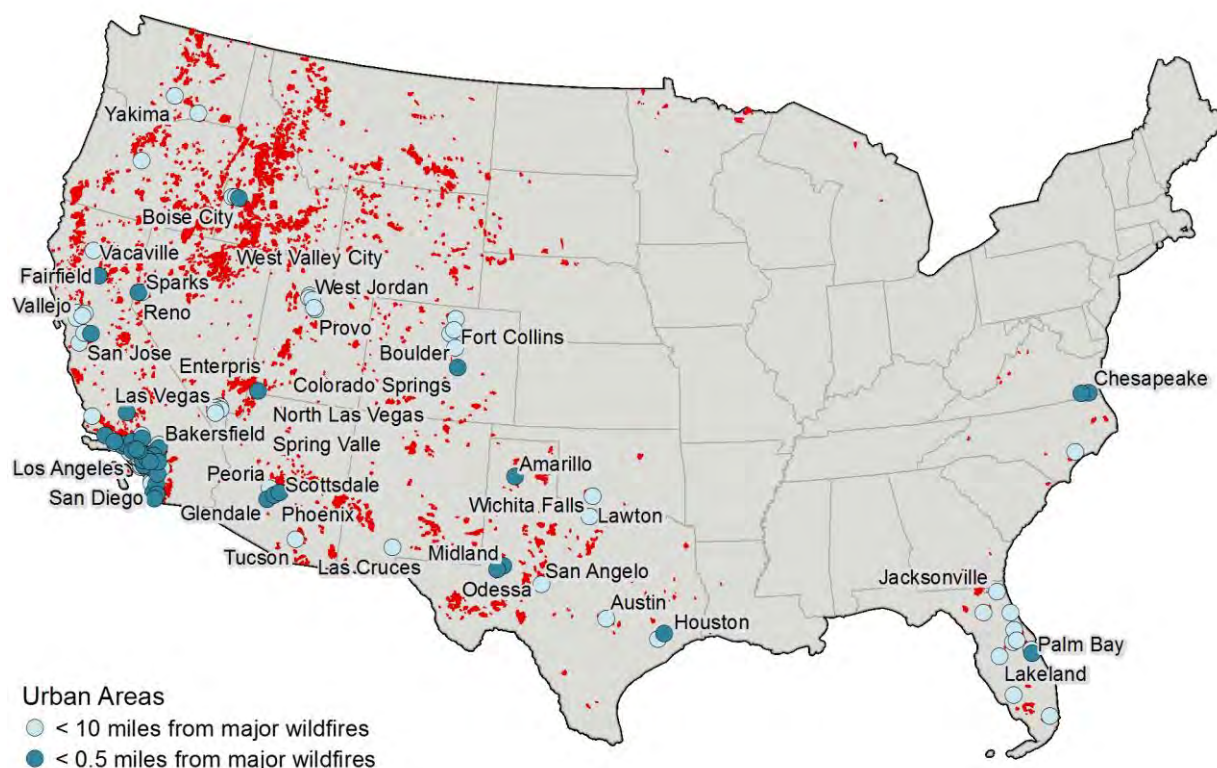 Yakima
Boise City
Vacaville
West Valley City
Fairfield
Sparks
West Jordan
Vallejo
Reno
Provo
Fort Collins
San Jose
Boulder
Enterpris
Colorado Springs
Chesapeake
Las Vegas
North Las Vegas
Bakersfield
Spring Valle
Los Angeles
Peoria
Amarillo
Scottsdale
San Diego
Wichita Falls
Glendale
Phoenix
Lawton
Tucson
Las Cruces
Midland
San Angelo
Jacksonville
Odessa
Austin
Houston
Palm Bay
Lakeland
Urban Areas
< 10 miles from major wildfires
< 0.5 miles from major wildfires